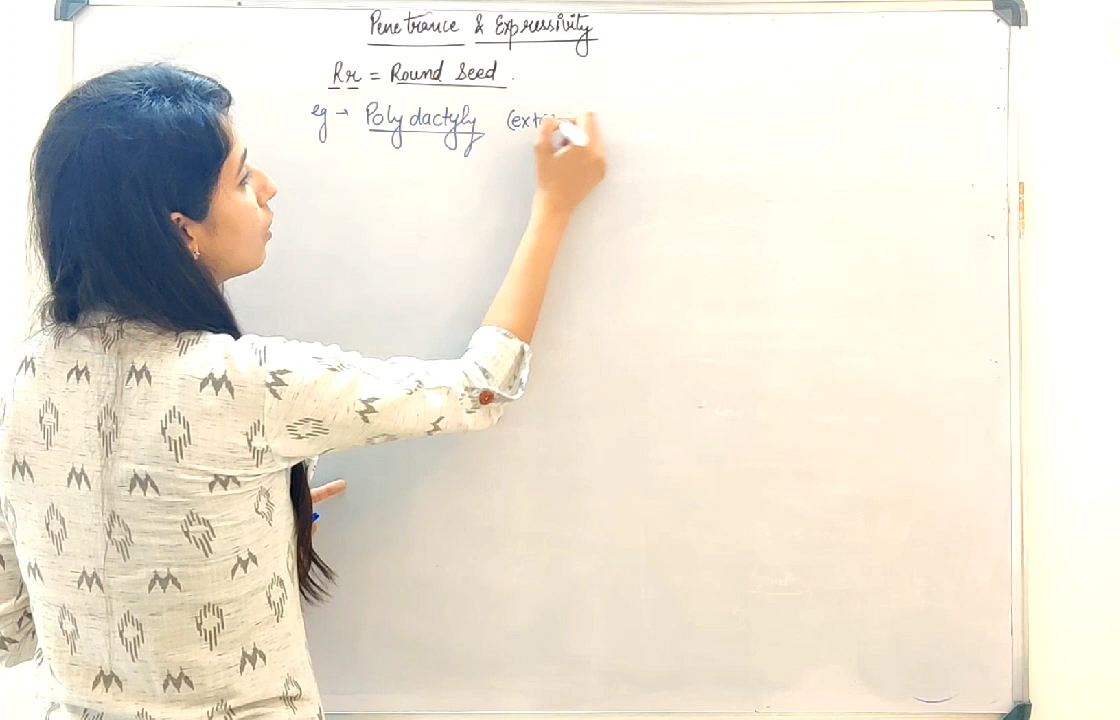 Penetrance & Expressivity
Rr = Round Seed.
eg → Polydactyly (ext